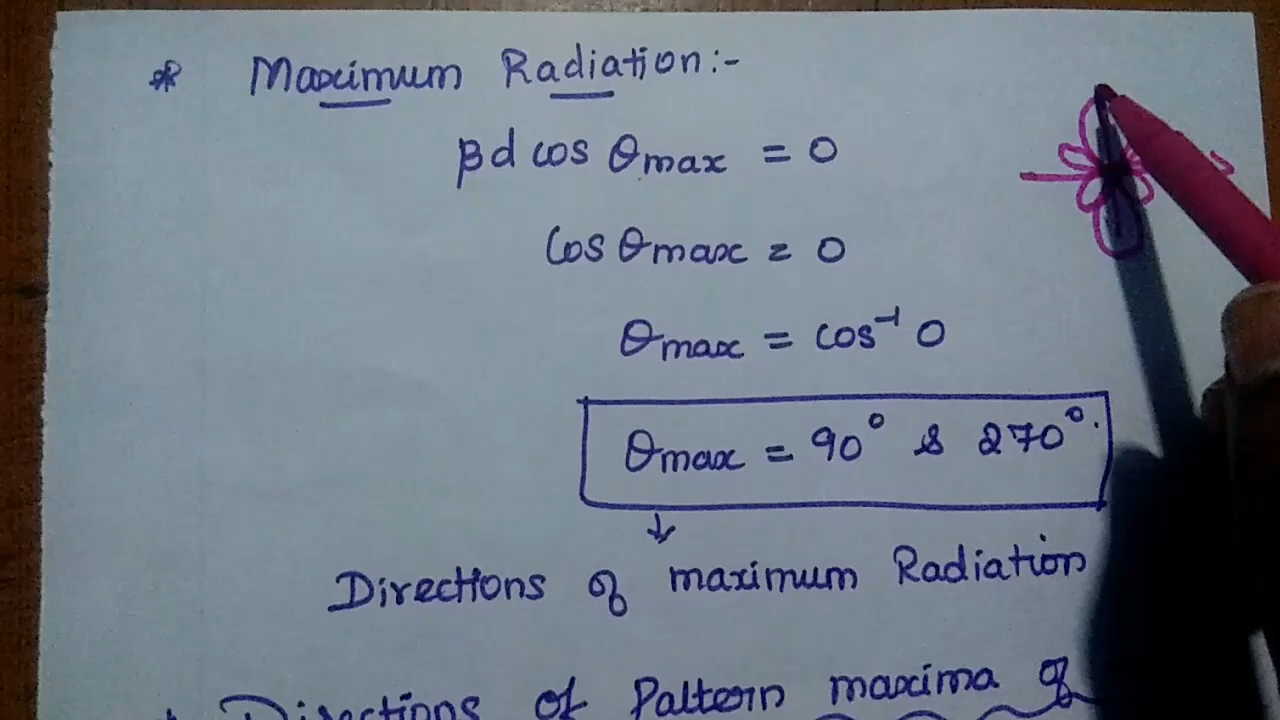 * Maximum Radiation:-
βd cos θmax = 0
Cos θmax = 0
θmax = cos⁻¹ 0
θmax = 90° & 270°.
↓
Directions of maximum Radiation
Directions of Pattern maxima of